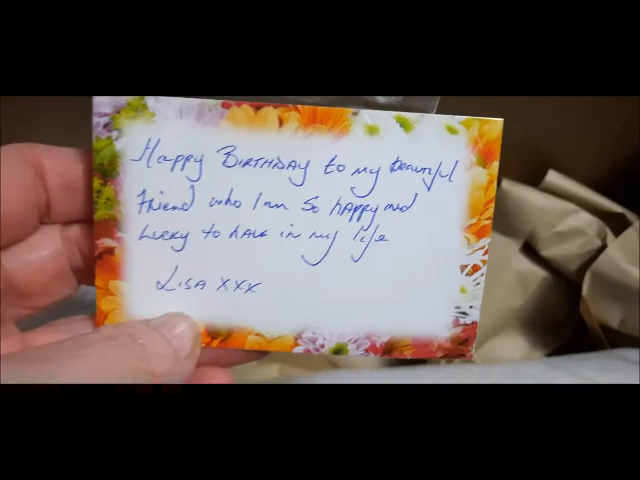 Happy BIRTHDAY to my beautiful
Friend who I am So happy and
Lucky to have in my life
LISA XXX